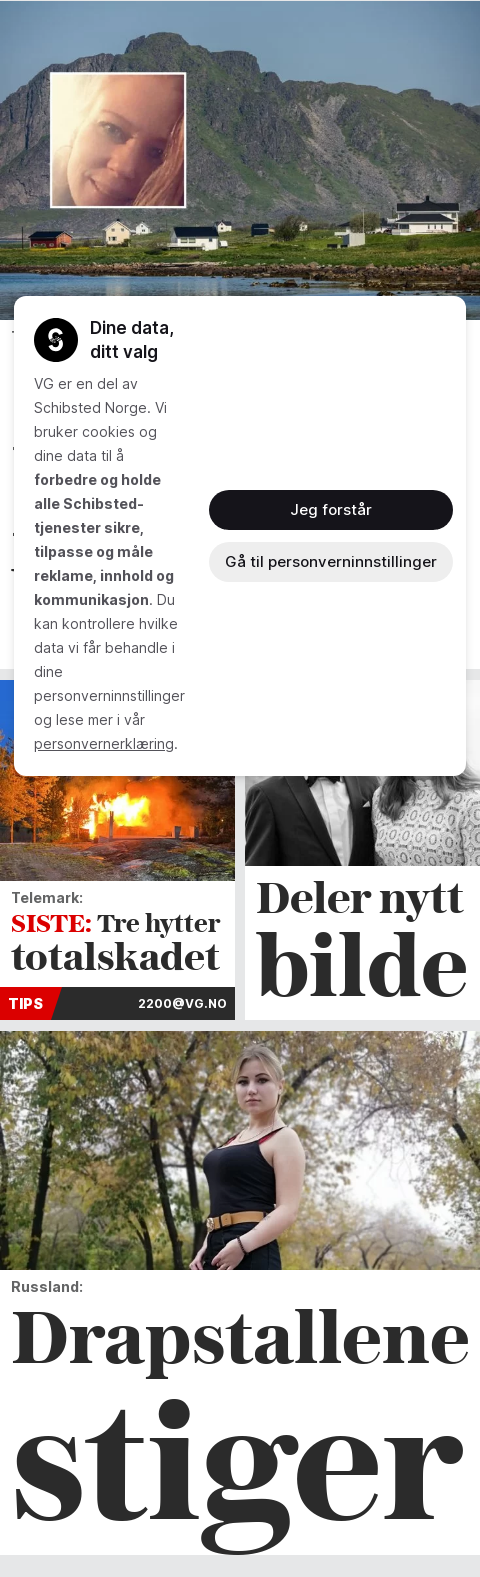 Dine data,
ditt valg
VG er en del av
Schibsted Norge. Vi
bruker cookies og
dine data til å
forbedre og holde
alle Schibsted-
tjenester sikre,
tilpasse og måle
reklame, innhold og
kommunikasjon. Du
kan kontrollere hvilke
data vi får behandle i
dine
personverninnstillinger
og lese mer i vår
personvernerklæring.
Jeg forstår
Gå til personverninnstillinger
Telemark:
SISTE: Tre hytter
totalskadet
TIPS 2200@VG.NO
Deler nytt
bilde
Russland:
Drapstallene
stiger